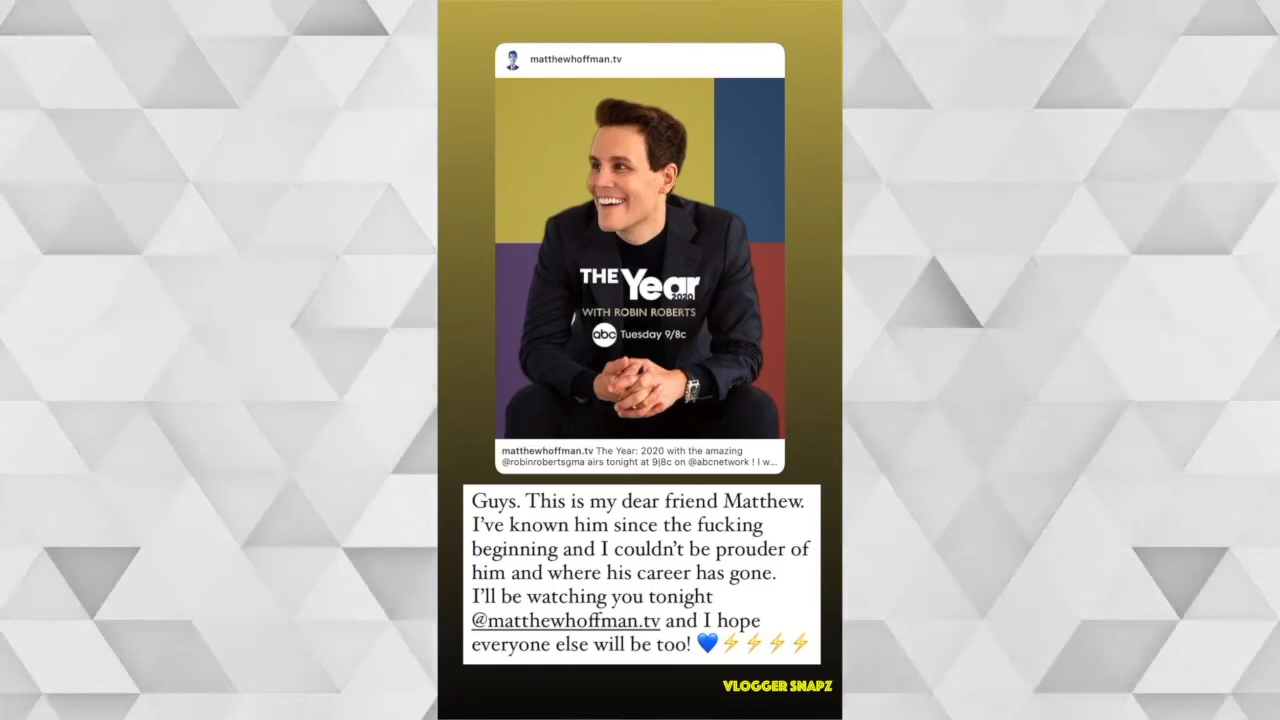 matthewhoffman.tv
THE Year
2020
WITH ROBIN ROBERTS
abc Tuesday 9/8c
matthewhoffman.tv The Year: 2020 with the amazing
@robinrobertsgma airs tonight at 9|8c on @abcnetwork ! I w...
Guys. This is my dear friend Matthew.
I’ve known him since the fucking
beginning and I couldn’t be prouder of
him and where his career has gone.
I’ll be watching you tonight
@matthewhoffman.tv and I hope
everyone else will be too! 💙⚡⚡⚡⚡
VLOGGER SNAPZ